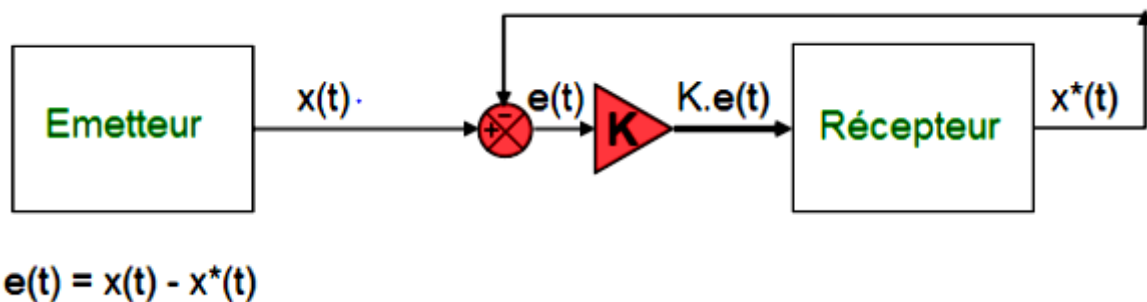 Emetteur
x(t)
−
+
e(t)
K
K.e(t)
Récepteur
x*(t)
e(t) = x(t) - x*(t)